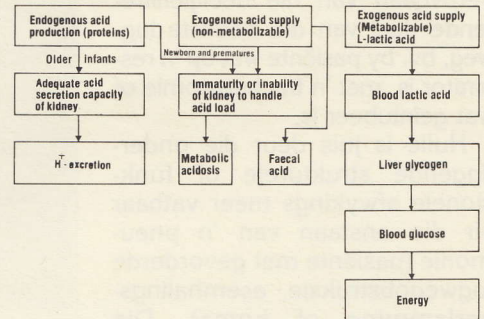 Endogenous acid
production (proteins)
Exogenous acid supply
(non-metabolizable)
Exogenous acid supply
(Metabolizable)
L-lactic acid
Older infants
Newborn and prematures
Adequate acid
secretion capacity
of kidney
Immaturity or inability
of kidney to handle
acid load
Blood lactic acid
H⁺-excretion
Metabolic
acidosis
Faecal
acid
Liver glycogen
Blood glucose
Energy